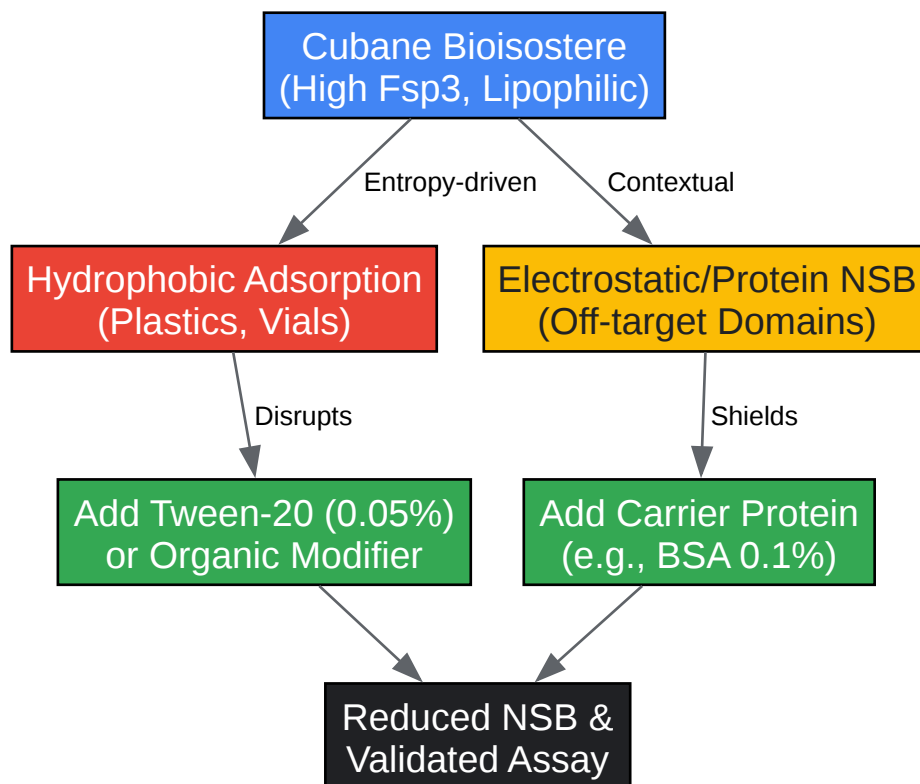 Cubane Bioisostere
(High Fsp3, Lipophilic)
Entropy-driven
Contextual
Hydrophobic Adsorption
(Plastics, Vials)
Electrostatic/Protein NSB
(Off-target Domains)
Disrupts
Shields
Add Tween-20 (0.05%)
or Organic Modifier
Add Carrier Protein
(e.g., BSA 0.1%)
Reduced NSB &
Validated Assay